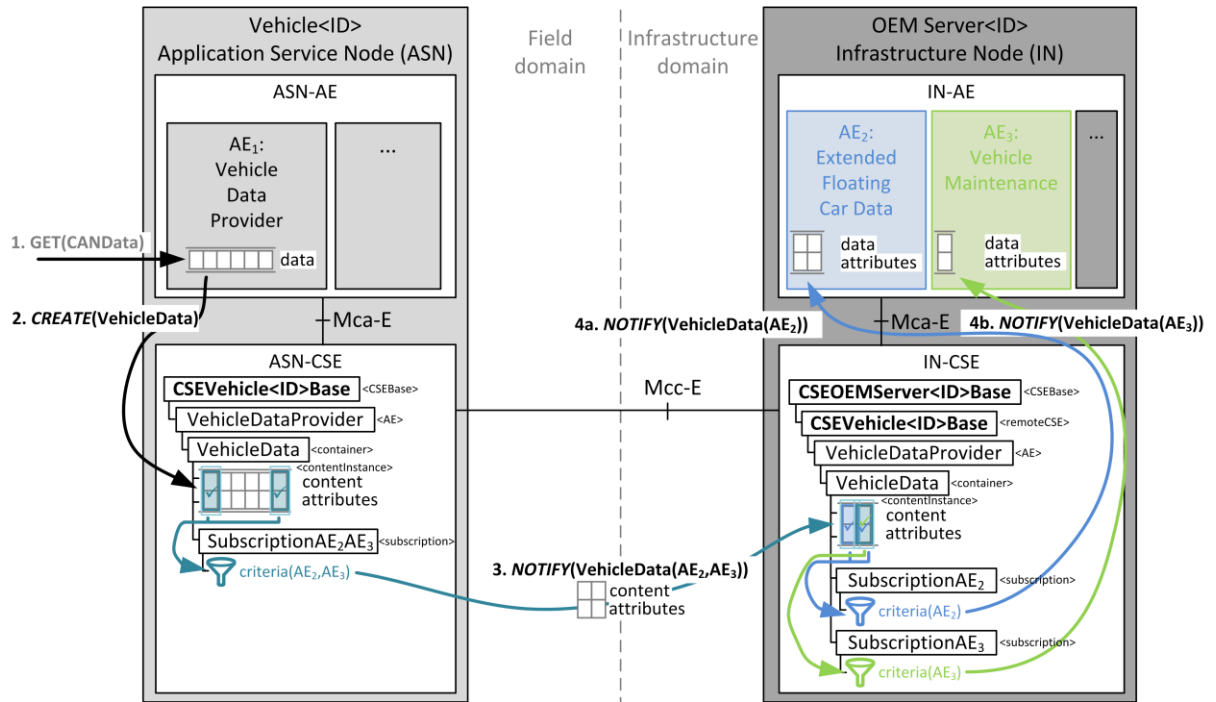 Vehicle<ID>
Application Service Node (ASN)
ASN-AE
AE₁:
Vehicle
Data
Provider
...
1. GET(CANData)
data
2. CREATE(VehicleData)
Mca-E
ASN-CSE
CSEVehicle<ID>Base <CSEBase>
VehicleDataProvider <AE>
VehicleData <container>
<contentInstance>
content
attributes
SubscriptionAE₂AE₃ <subscription>
criteria(AE₂,AE₃)
Field
domain
Infrastructure
domain
Mcc-E
3. NOTIFY(VehicleData(AE₂,AE₃))
content
attributes
OEM Server<ID>
Infrastructure Node (IN)
IN-AE
AE₂:
Extended
Floating
Car Data
data
attributes
AE₃:
Vehicle
Maintenance
data
attributes
...
4a. NOTIFY(VehicleData(AE₂))
Mca-E
4b. NOTIFY(VehicleData(AE₃))
IN-CSE
CSEOEMServer<ID>Base <CSEBase>
CSEVehicle<ID>Base <remoteCSE>
VehicleDataProvider <AE>
VehicleData <container>
<contentInstance>
content
attributes
SubscriptionAE₂ <subscription>
criteria(AE₂)
SubscriptionAE₃ <subscription>
criteria(AE₃)